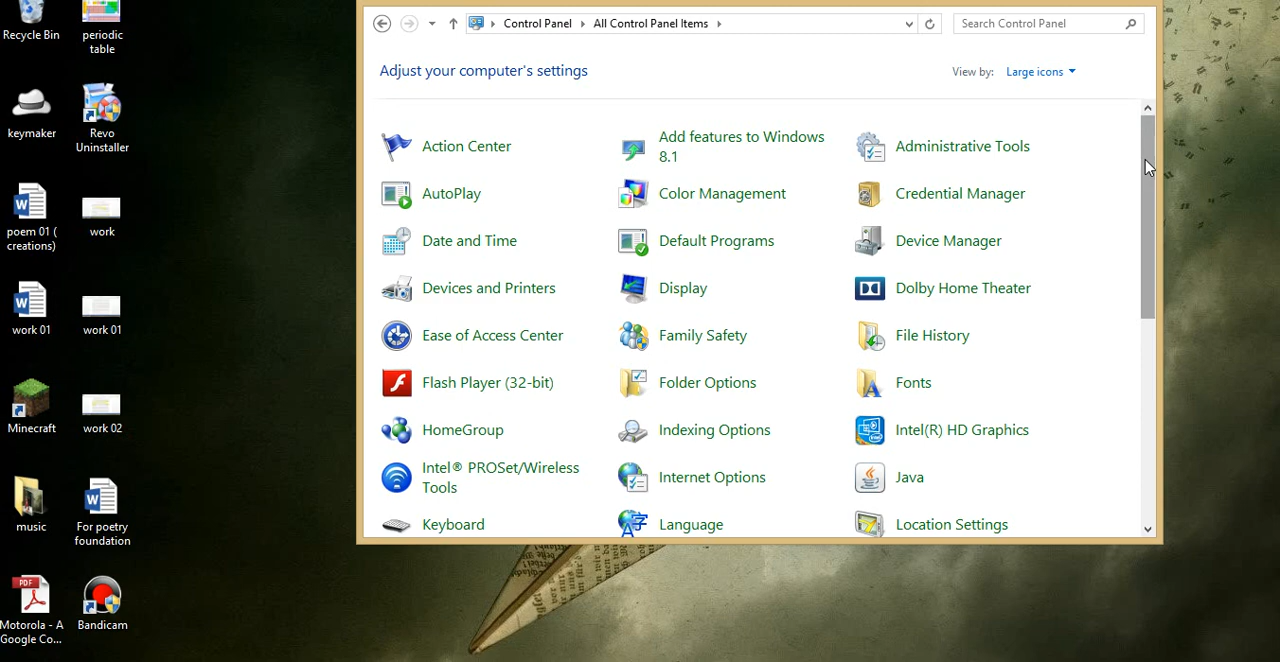 Control Panel
All Control Panel Items
Search Control Panel
Adjust your computer's settings
View by:
Large icons
Action Center
Add features to Windows
8.1
Administrative Tools
AutoPlay
Color Management
Credential Manager
Date and Time
Default Programs
Device Manager
Devices and Printers
Display
Dolby Home Theater
Ease of Access Center
Family Safety
File History
Flash Player (32-bit)
Folder Options
Fonts
HomeGroup
Indexing Options
Intel(R) HD Graphics
Intel® PROSet/Wireless
Tools
Internet Options
Java
Keyboard
Language
Location Settings
Recycle Bin
periodic
table
keymaker
Revo
Uninstaller
poem 01 (
creations)
work
work 01
work 01
Minecraft
work 02
music
For poetry
foundation
PDF
Motorola - A
Google Co...
Bandicam